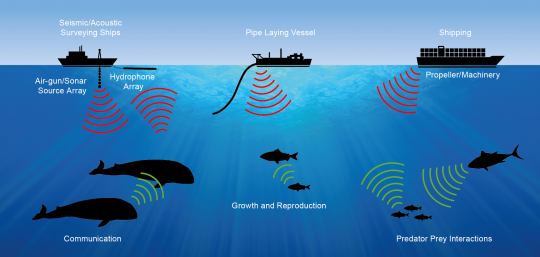 Seismic/Acoustic
Surveying Ships
Pipe Laying Vessel
Shipping
Air-gun/Sonar
Source Array
Hydrophone
Array
Propeller/Machinery
Growth and Reproduction
Communication
Predator Prey Interactions